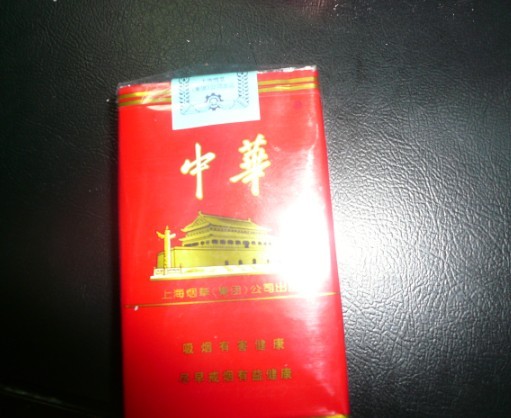 中華
上海烟草(集团)公司出品
吸烟有害健康
尽早戒烟有益健康